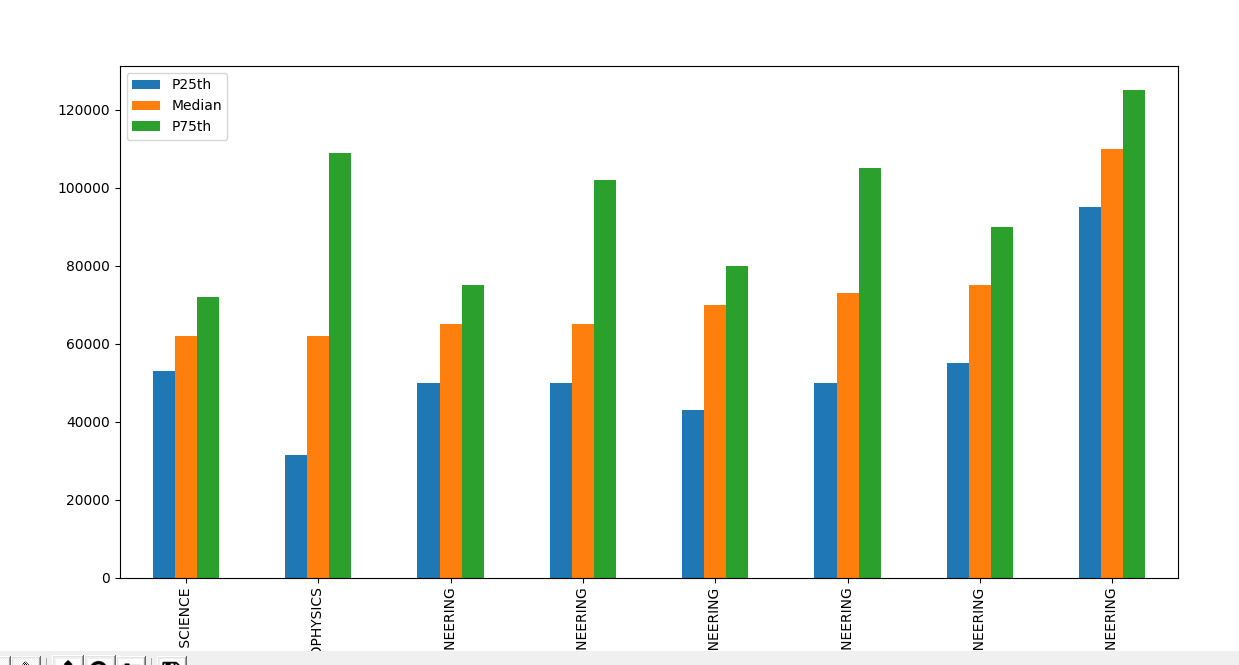 P25th
Median
P75th
120000
100000
80000
60000
40000
20000
0
SCIENCE
OPHYSICS
NEERING
NEERING
NEERING
NEERING
NEERING
NEERING